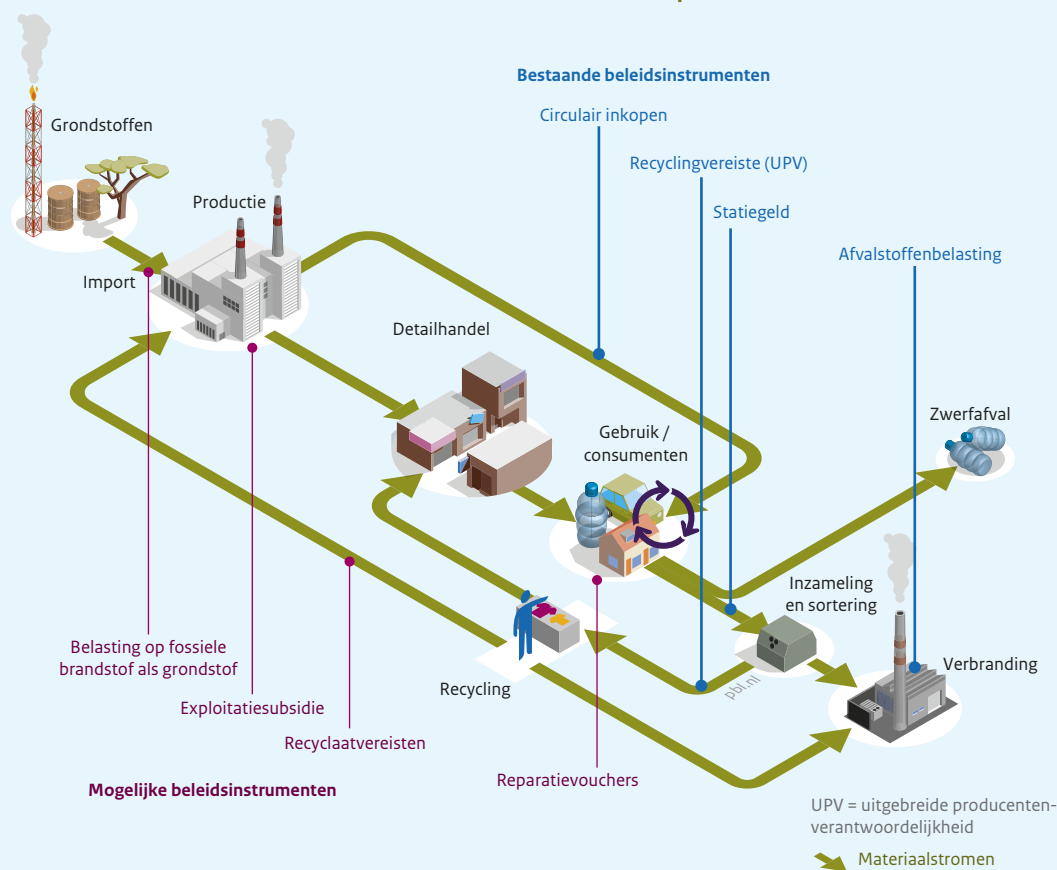 Bestaande beleidsinstrumenten
Circulair inkopen
Grondstoffen
Recyclingvereiste (UPV)
Productie
Statiegeld
Afvalstoffenbelasting
Import
Detailhandel
Zwerfafval
Gebruik /
consumenten
Inzameling
en sortering
Belasting op fossiele
brandstof als grondstof
Verbranding
Recycling
pbl.nl
Exploitatiesubsidie
Recyclaatvereisten
Reparatievouchers
Mogelijke beleidsinstrumenten
UPV = uitgebreide producenten-
verantwoordelijkheid
Materiaalstromen